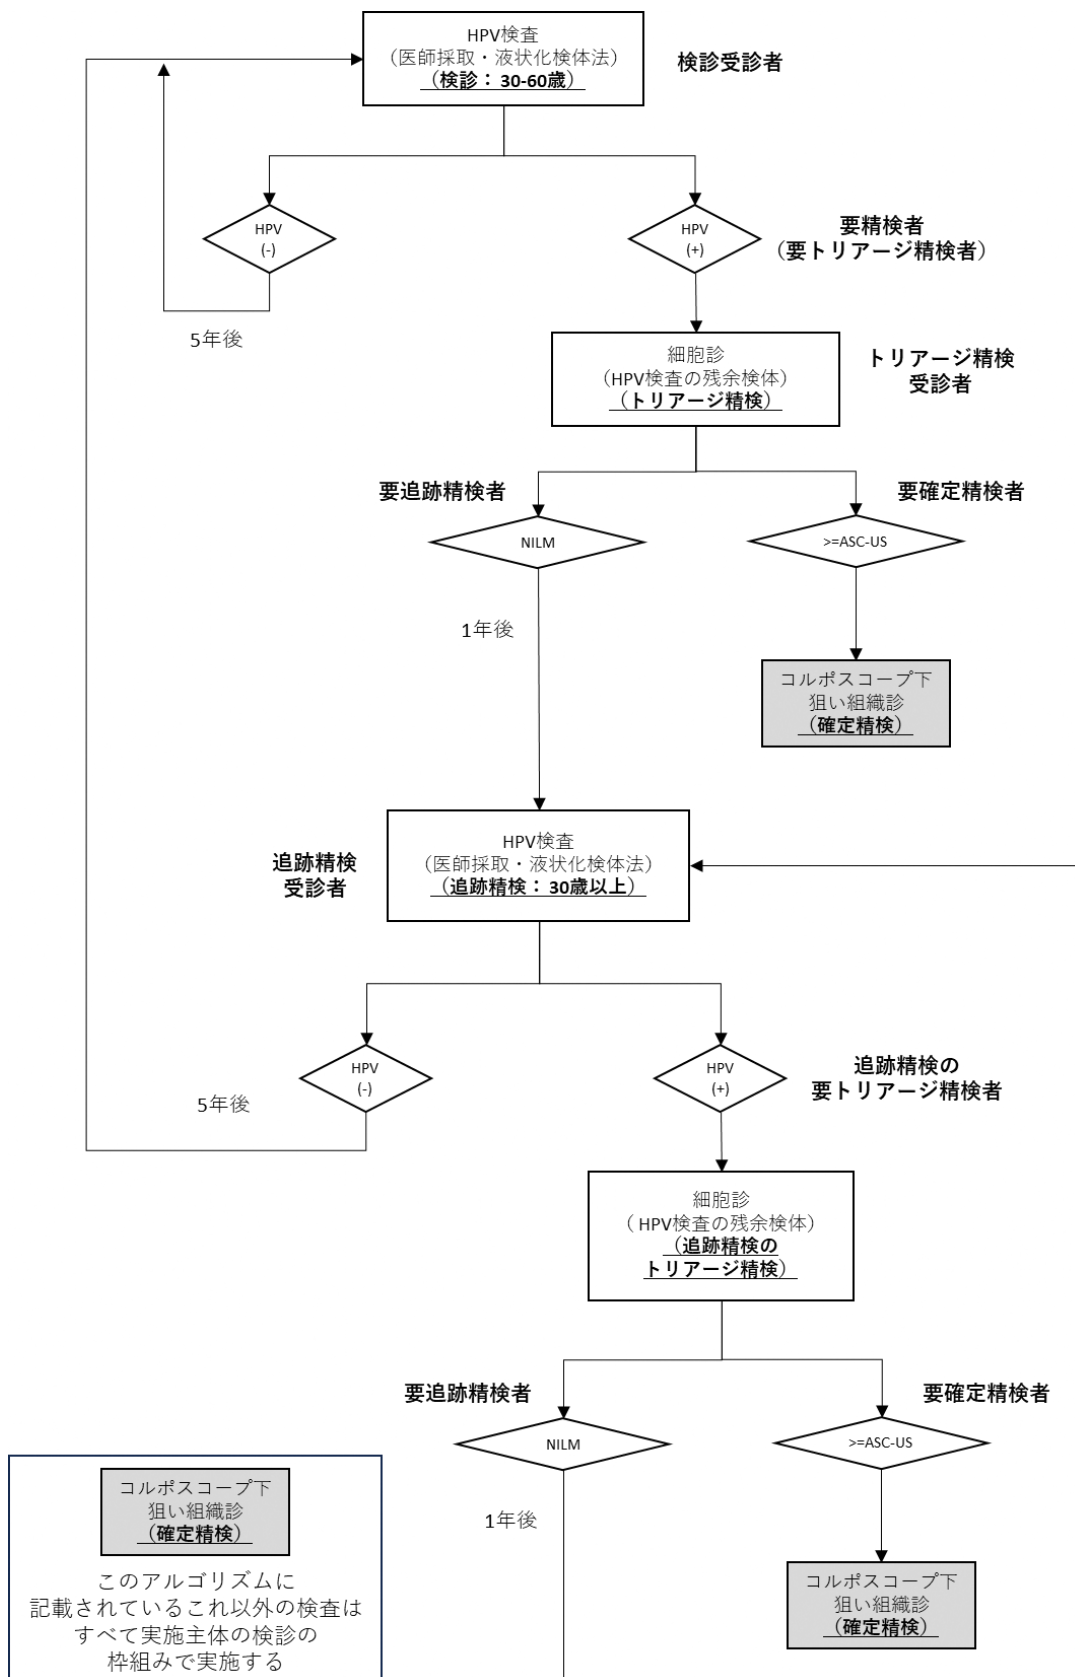 HPV検査
（医師採取・液状化検体法）
（検診： 30-60歳）
検診受診者
HPV
(-)
HPV
(+)
要精検者
（要トリアージ精検者）
5年後
細胞診
（HPV検査の残余検体）
（トリアージ精検）
トリアージ精検
受診者
要追跡精検者
要確定精検者
NILM
>=ASC-US
1年後
コルポスコープ下
狙い組織診
（確定精検）
HPV検査
（医師採取・液状化検体法）
（追跡精検： 30歳以上）
追跡精検
受診者
HPV
(-)
HPV
(+)
追跡精検の
要トリアージ精検者
5年後
細胞診
（ HPV検査の残余検体）
（追跡精検の
トリアージ精検）
要追跡精検者
要確定精検者
NILM
>=ASC-US
1年後
コルポスコープ下
狙い組織診
（確定精検）
コルポスコープ下
狙い組織診
（確定精検）
このアルゴリズムに
記載されているこれ以外の検査は
すべて実施主体の検診の
枠組みで実施する